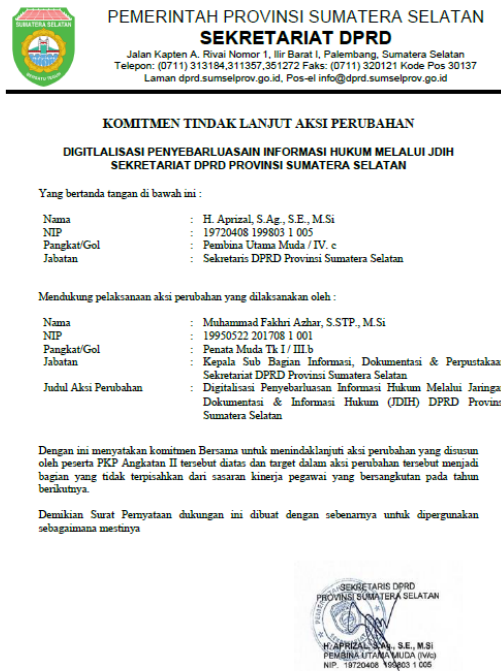 SUMATERA SELATAN
BERSATU TEGUH
PEMERINTAH PROVINSI SUMATERA SELATAN
SEKRETARIAT DPRD
Jalan Kapten A. Rivai Nomor 1, Ilir Barat I, Palembang, Sumatera Selatan
Telepon: (0711) 313184,311357,351272 Faks: (0711) 320121 Kode Pos 30137
Laman dprd.sumselprov.go.id, Pos-el info@dprd.sumselprov.go.id
KOMITMEN TINDAK LANJUT AKSI PERUBAHAN
DIGITLALISASI PENYEBARLUASAIN INFORMASI HUKUM MELALUI JDIH
SEKRETARIAT DPRD PROVINSI SUMATERA SELATAN
Yang bertanda tangan di bawah ini :
Nama : H. Aprizal, S.Ag., S.E., M.Si
NIP : 19720408 199803 1 005
Pangkat/Gol : Pembina Utama Muda / IV. c
Jabatan : Sekretaris DPRD Provinsi Sumatera Selatan
Mendukung pelaksanaan aksi perubahan yang dilaksanakan oleh :
Nama : Muhammad Fakhri Azhar, S.STP., M.Si
NIP : 19950522 201708 1 001
Pangkat/Gol : Penata Muda Tk I / III.b
Jabatan : Kepala Sub Bagian Informasi, Dokumentasi & Perpustakaa
Sekretariat DPRD Provinsi Sumatera Selatan
Judul Aksi Perubahan : Digitalisasi Penyebarluasan Informasi Hukum Melalui Jaringa
Dokumentasi & Informasi Hukum (JDIH) DPRD Provins
Sumatera Selatan
Dengan ini menyatakan komitmen Bersama untuk menindaklanjuti aksi perubahan yang disusun
oleh peserta PKP Angkatan II tersebut diatas dan target dalam aksi perubahan tersebut menjadi
bagian yang tidak terpisahkan dari sasaran kinerja pegawai yang bersangkutan pada tahun
berikutnya.
Demikian Surat Pernyataan dukungan ini dibuat dengan sebenarnya untuk dipergunakan
sebagaimana mestinya
SEKRETARIS DPRD
PROVINSI SUMATERA SELATAN
H. APRIZAL, S.Ag., S.E., M.SI
PEMBINA UTAMA MUDA (IV/c)
NIP. 19720408 199803 1 005